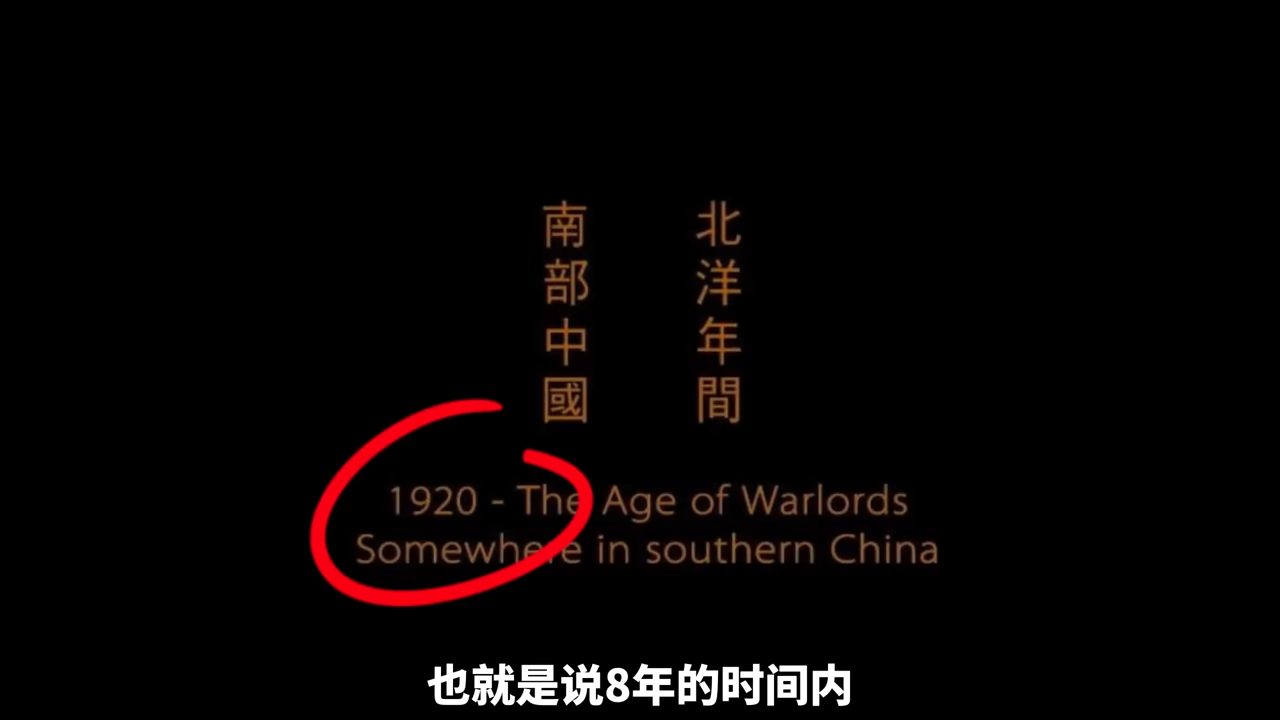 北洋年間
南部中國
1920 - The Age of Warlords
Somewhere in southern China
也就是说8年的时间内